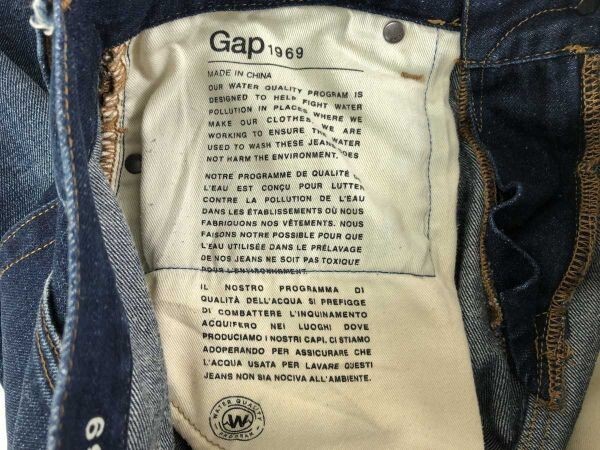 Gap 1969
MADE IN CHINA
OUR WATER QUALITY PROGRAM IS
DESIGNED TO HELP FIGHT WATER
POLLUTION IN PLACES WHERE WE
MAKE OUR CLOTHES. WE ARE
WORKING TO ENSURE THE WATER
USED TO WASH THESE JEANS DOES
NOT HARM THE ENVIRONMENT.
NOTRE PROGRAMME DE QUALITÉ DE
L'EAU EST CONÇU POUR LUTTER
CONTRE LA POLLUTION DE L'EAU
DANS LES ÉTABLISSEMENTS OÙ NOUS
FABRIQUONS NOS VÊTEMENTS. NOUS
FAISONS NOTRE POSSIBLE POUR QUE
L'EAU UTILISÉE DANS LE PRÉLAVAGE
DE NOS JEANS NE SOIT PAS TOXIQUE
POUR L'ENVIRONNEMENT.
IL NOSTRO PROGRAMMA DI
QUALITÀ DELL'ACQUA SI PREFIGGE
DI COMBATTERE L'INQUINAMENTO
ACQUIFERO NEI LUOGHI DOVE
PRODUCIAMO I NOSTRI CAPI. CI STIAMO
ADOPERANDO PER ASSICURARE CHE
L'ACQUA USATA PER LAVARE QUESTI
JEANS NON SIA NOCIVA ALL'AMBIENTE.
WATER QUALITY
W
PROGRAM
69